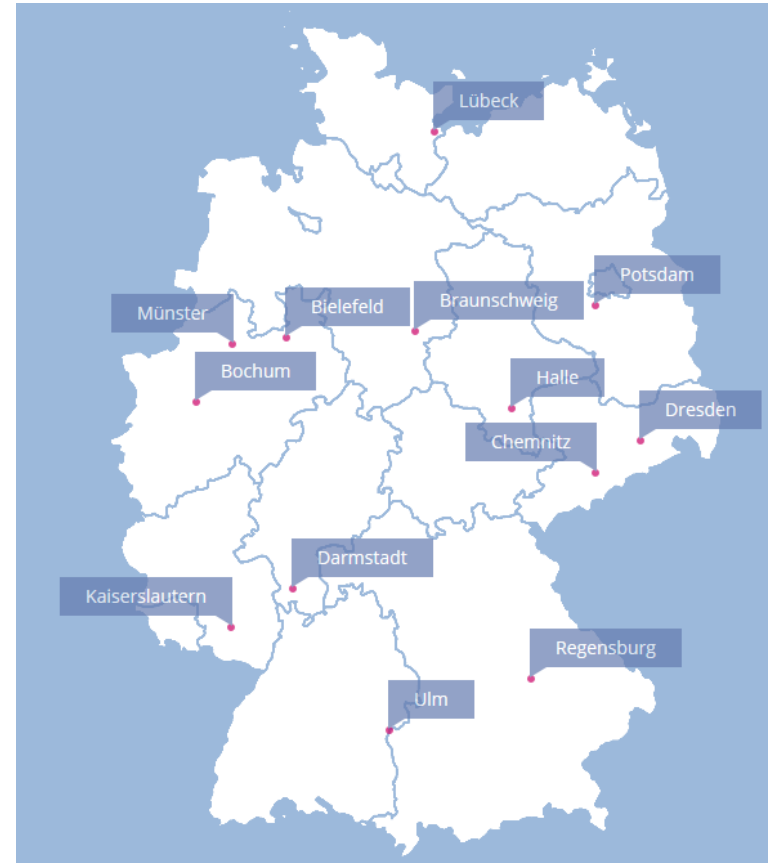 Lübeck
Potsdam
Braunschweig
Bielefeld
Münster
Bochum
Halle
Dresden
Chemnitz
Darmstadt
Kaiserslautern
Regensburg
Ulm